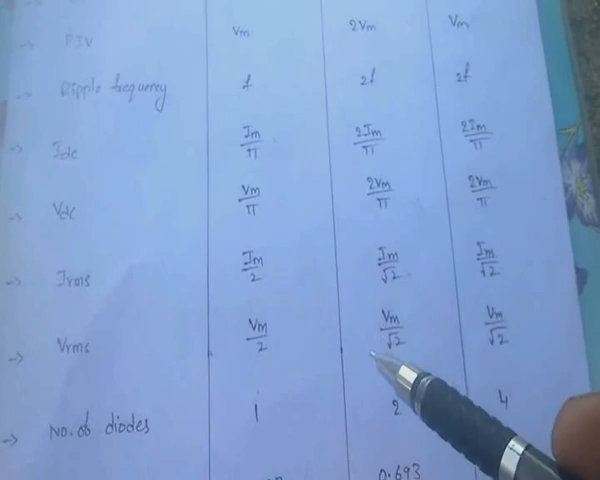 -> PIV Vm 2Vm Vm
-> Ripple frequency f 2f 2f
-> Idc Im/π 2Im/π 2Im/π
-> Vdc Vm/π 2Vm/π 2Vm/π
-> Irms Im/2 Im/√2 Im/√2
-> Vrms Vm/2 Vm/√2 Vm/√2
-> No. of diodes 1 2 4
0.693